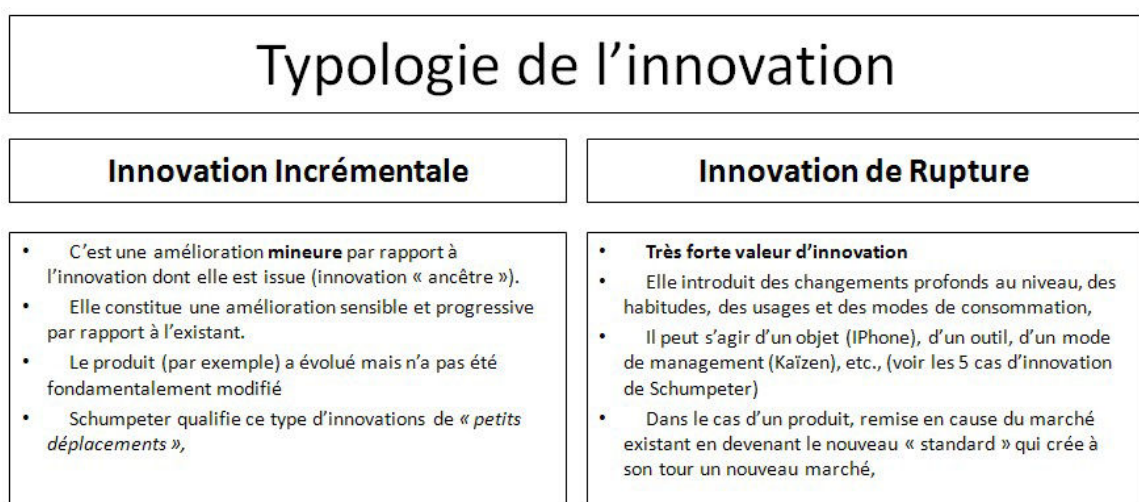 Typologie de l’innovation
Innovation Incrémentale
• C’est une amélioration mineure par rapport à
l’innovation dont elle est issue (innovation « ancêtre »).
• Elle constitue une amélioration sensible et progressive
par rapport à l’existant.
• Le produit (par exemple) a évolué mais n’a pas été
fondamentalement modifié
• Schumpeter qualifie ce type d’innovations de « petits
déplacements »,
Innovation de Rupture
• Très forte valeur d’innovation
• Elle introduit des changements profonds au niveau, des
habitudes, des usages et des modes de consommation,
• Il peut s’agir d’un objet (IPhone), d’un outil, d’un mode
de management (Kaïzen), etc., (voir les 5 cas d’innovation
de Schumpeter)
• Dans le cas d’un produit, remise en cause du marché
existant en devenant le nouveau « standard » qui crée à
son tour un nouveau marché,